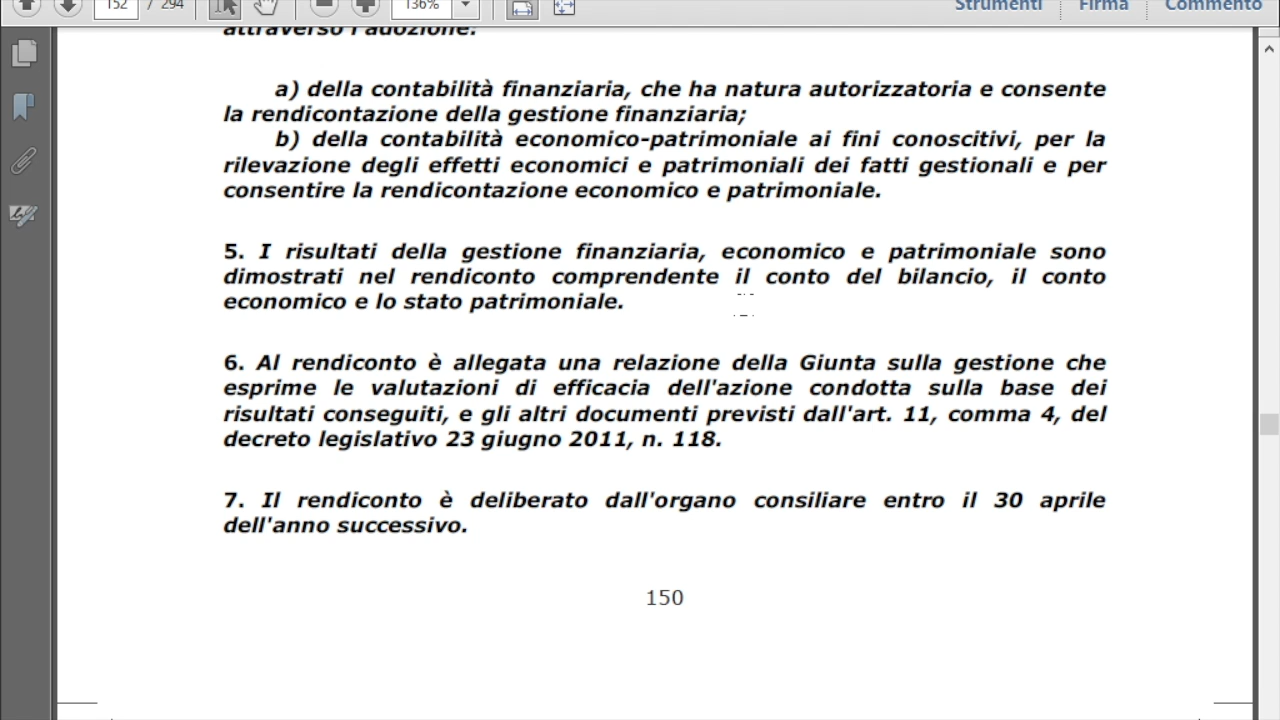 152 / 294 136% Strumenti Firma Commento
attraverso l'adozione:
a) della contabilità finanziaria, che ha natura autorizzatoria e consente
la rendicontazione della gestione finanziaria;
b) della contabilità economico-patrimoniale ai fini conoscitivi, per la
rilevazione degli effetti economici e patrimoniali dei fatti gestionali e per
consentire la rendicontazione economico e patrimoniale.
5. I risultati della gestione finanziaria, economico e patrimoniale sono
dimostrati nel rendiconto comprendente il conto del bilancio, il conto
economico e lo stato patrimoniale.
6. Al rendiconto è allegata una relazione della Giunta sulla gestione che
esprime le valutazioni di efficacia dell'azione condotta sulla base dei
risultati conseguiti, e gli altri documenti previsti dall'art. 11, comma 4, del
decreto legislativo 23 giugno 2011, n. 118.
7. Il rendiconto è deliberato dall'organo consiliare entro il 30 aprile
dell'anno successivo.
150